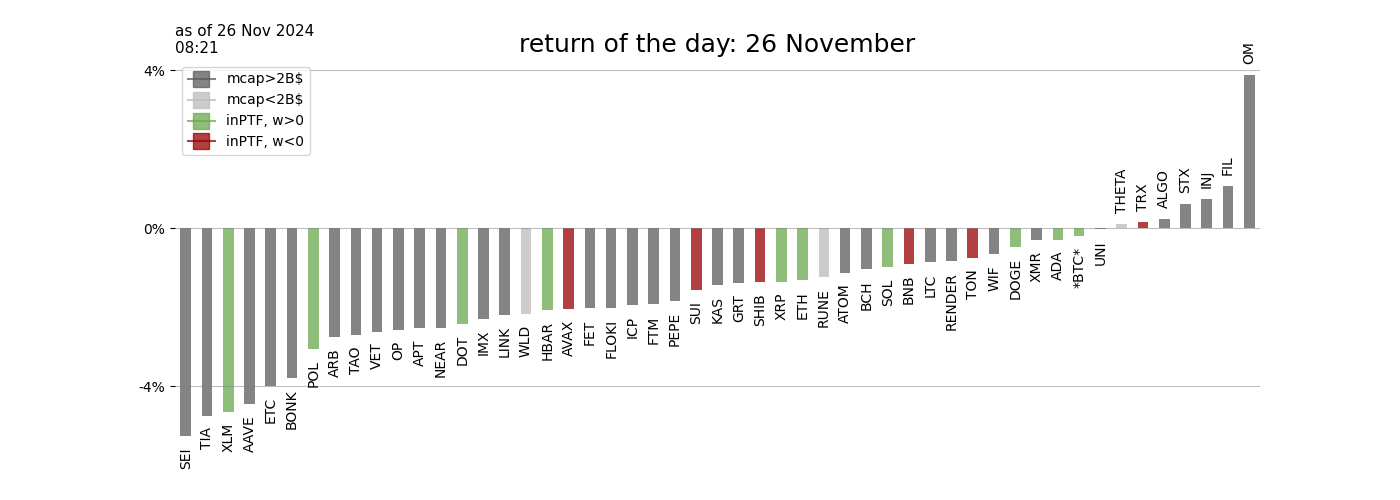 as of 26 Nov 2024
08:21
return of the day: 26 November
mcap>2B$
mcap<2B$
inPTF, w>0
inPTF, w<0
4%
0%
-4%
SEI
TIA
XLM
AAVE
ETC
BONK
POL
ARB
TAO
VET
OP
APT
NEAR
DOT
IMX
LINK
WLD
HBAR
AVAX
FET
FLOKI
ICP
FTM
PEPE
SUI
KAS
GRT
SHIB
XRP
ETH
RUNE
ATOM
BCH
SOL
BNB
LTC
RENDER
TON
WIF
DOGE
XMR
ADA
*BTC*
UNI
THETA
TRX
ALGO
STX
INJ
FIL
OM